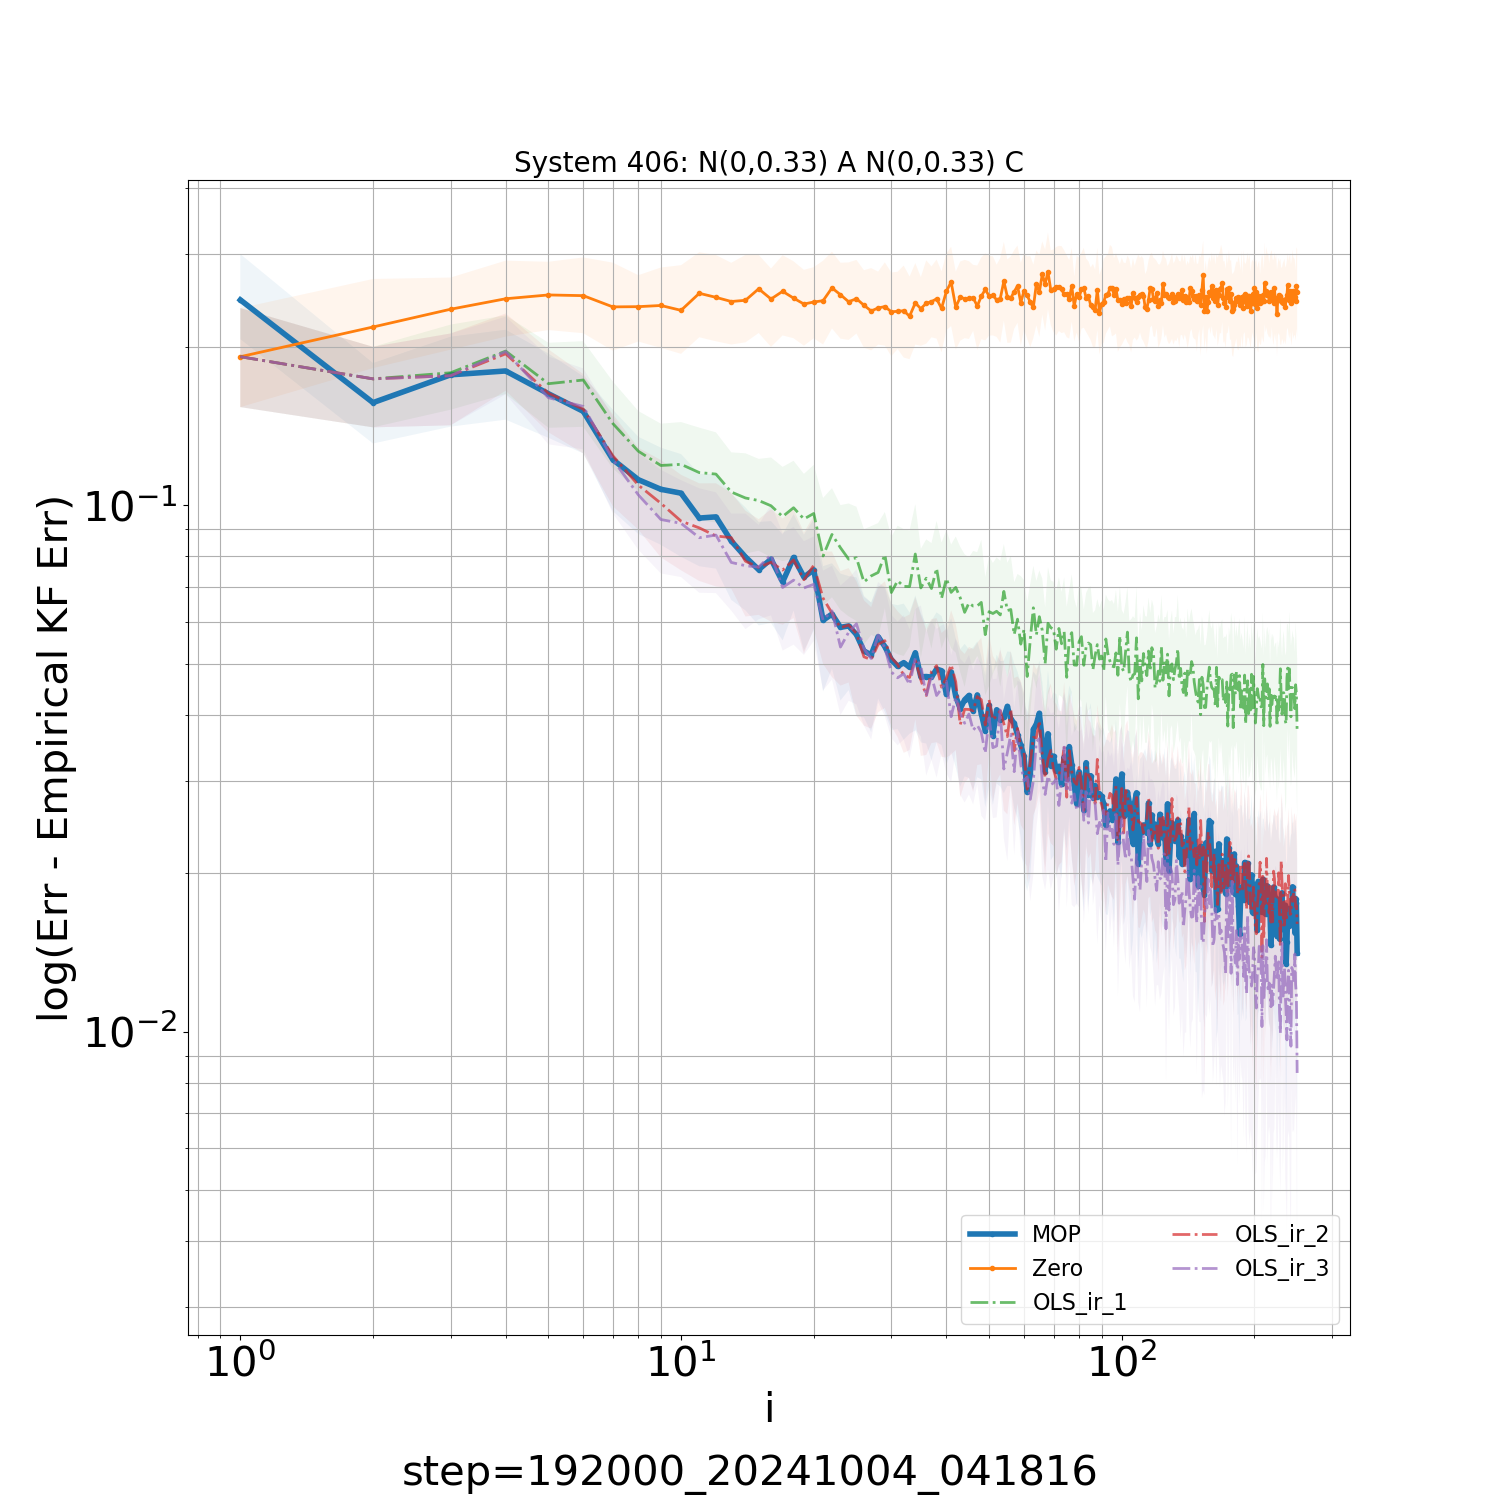 System 406: N(0,0.33) A N(0,0.33) C
log(Err - Empirical KF Err)
10⁻¹
10⁻²
MOP
Zero
OLS_ir_1
OLS_ir_2
OLS_ir_3
10⁰
10¹
10²
i
step=192000_20241004_041816